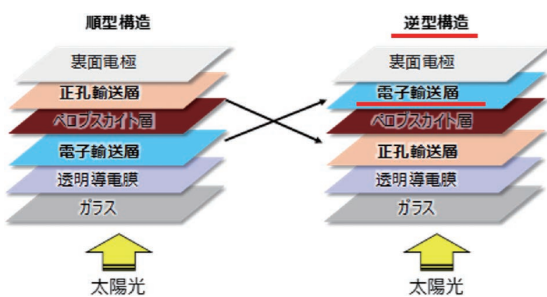 順型構造
裏面電極
正孔輸送層
ペロブスカイト層
電子輸送層
透明導電膜
ガラス
太陽光
逆型構造
裏面電極
電子輸送層
ペロブスカイト層
正孔輸送層
透明導電膜
ガラス
太陽光